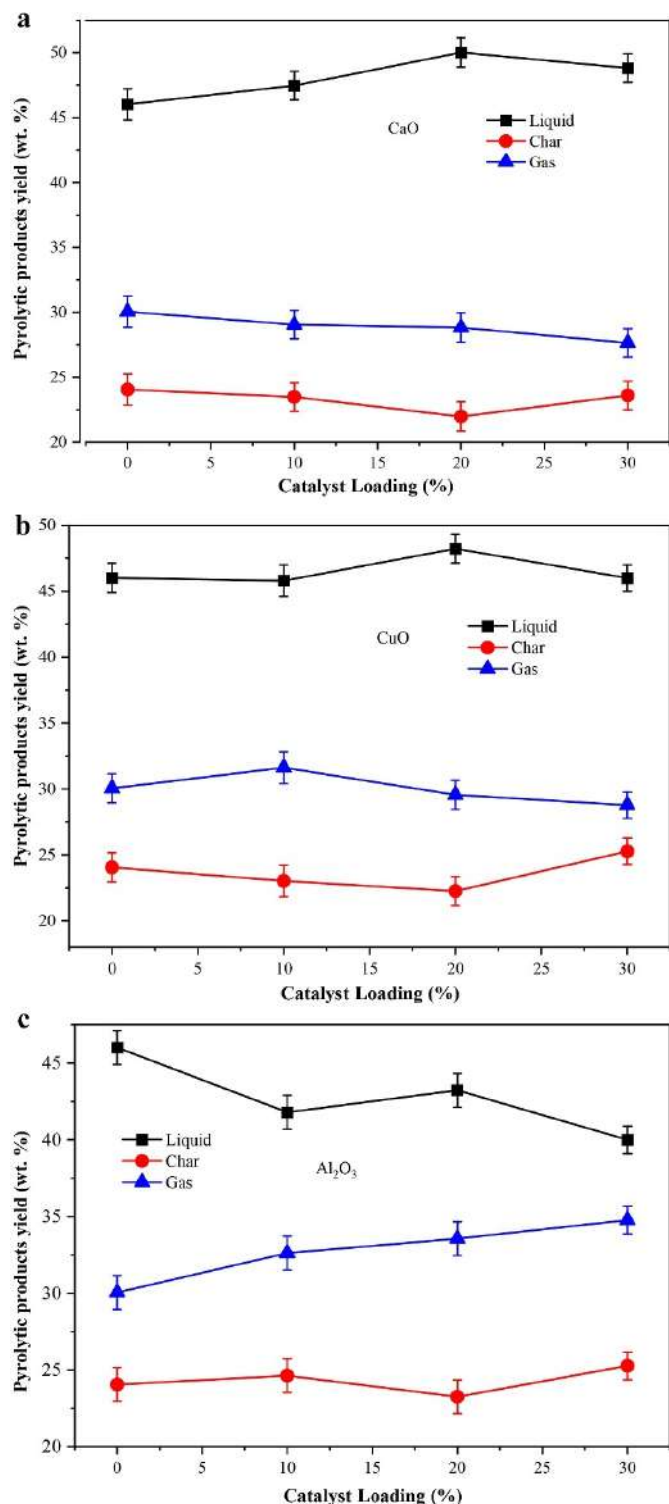 a
50
45
40
35
30
25
20
Pyrolytic products yield (wt. %)
CaO
Liquid
Char
Gas
0 5 10 15 20 25 30
Catalyst Loading (%)
b
50
45
40
35
30
25
20
Pyrolytic products yield (wt. %)
CuO
Liquid
Char
Gas
0 5 10 15 20 25 30
Catalyst Loading (%)
c
45
40
35
30
25
20
Pyrolytic products yield (wt. %)
Liquid
Char
Gas
Al₂O₃
0 5 10 15 20 25 30
Catalyst Loading (%)